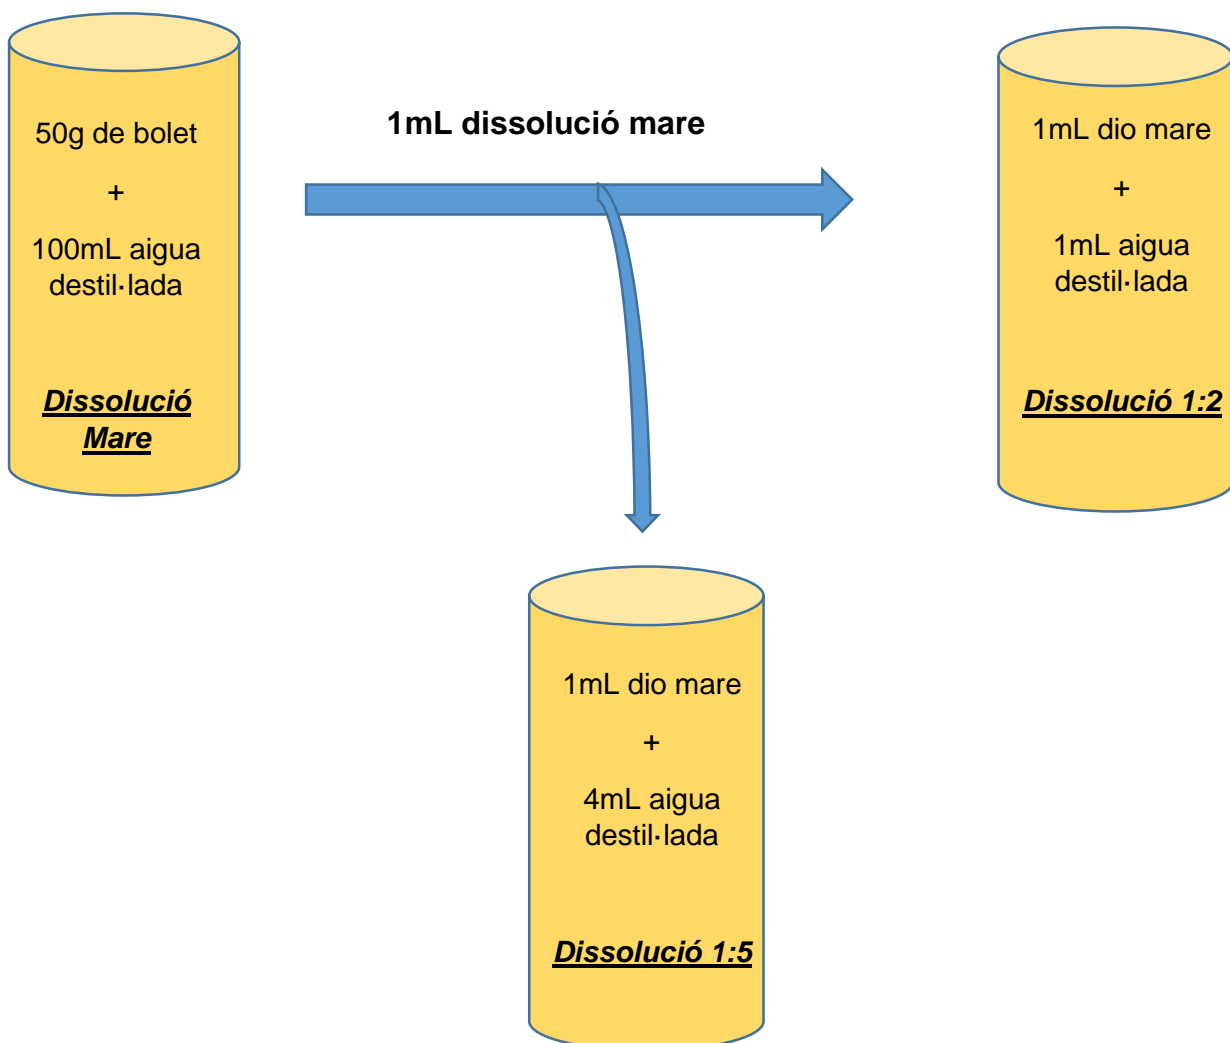 50g de bolet
+
100mL aigua
destil·lada
Dissolució
Mare
1mL dissolució mare
1mL dio mare
+
1mL aigua
destil·lada
Dissolució 1:2
1mL dio mare
+
4mL aigua
destil·lada
Dissolució 1:5